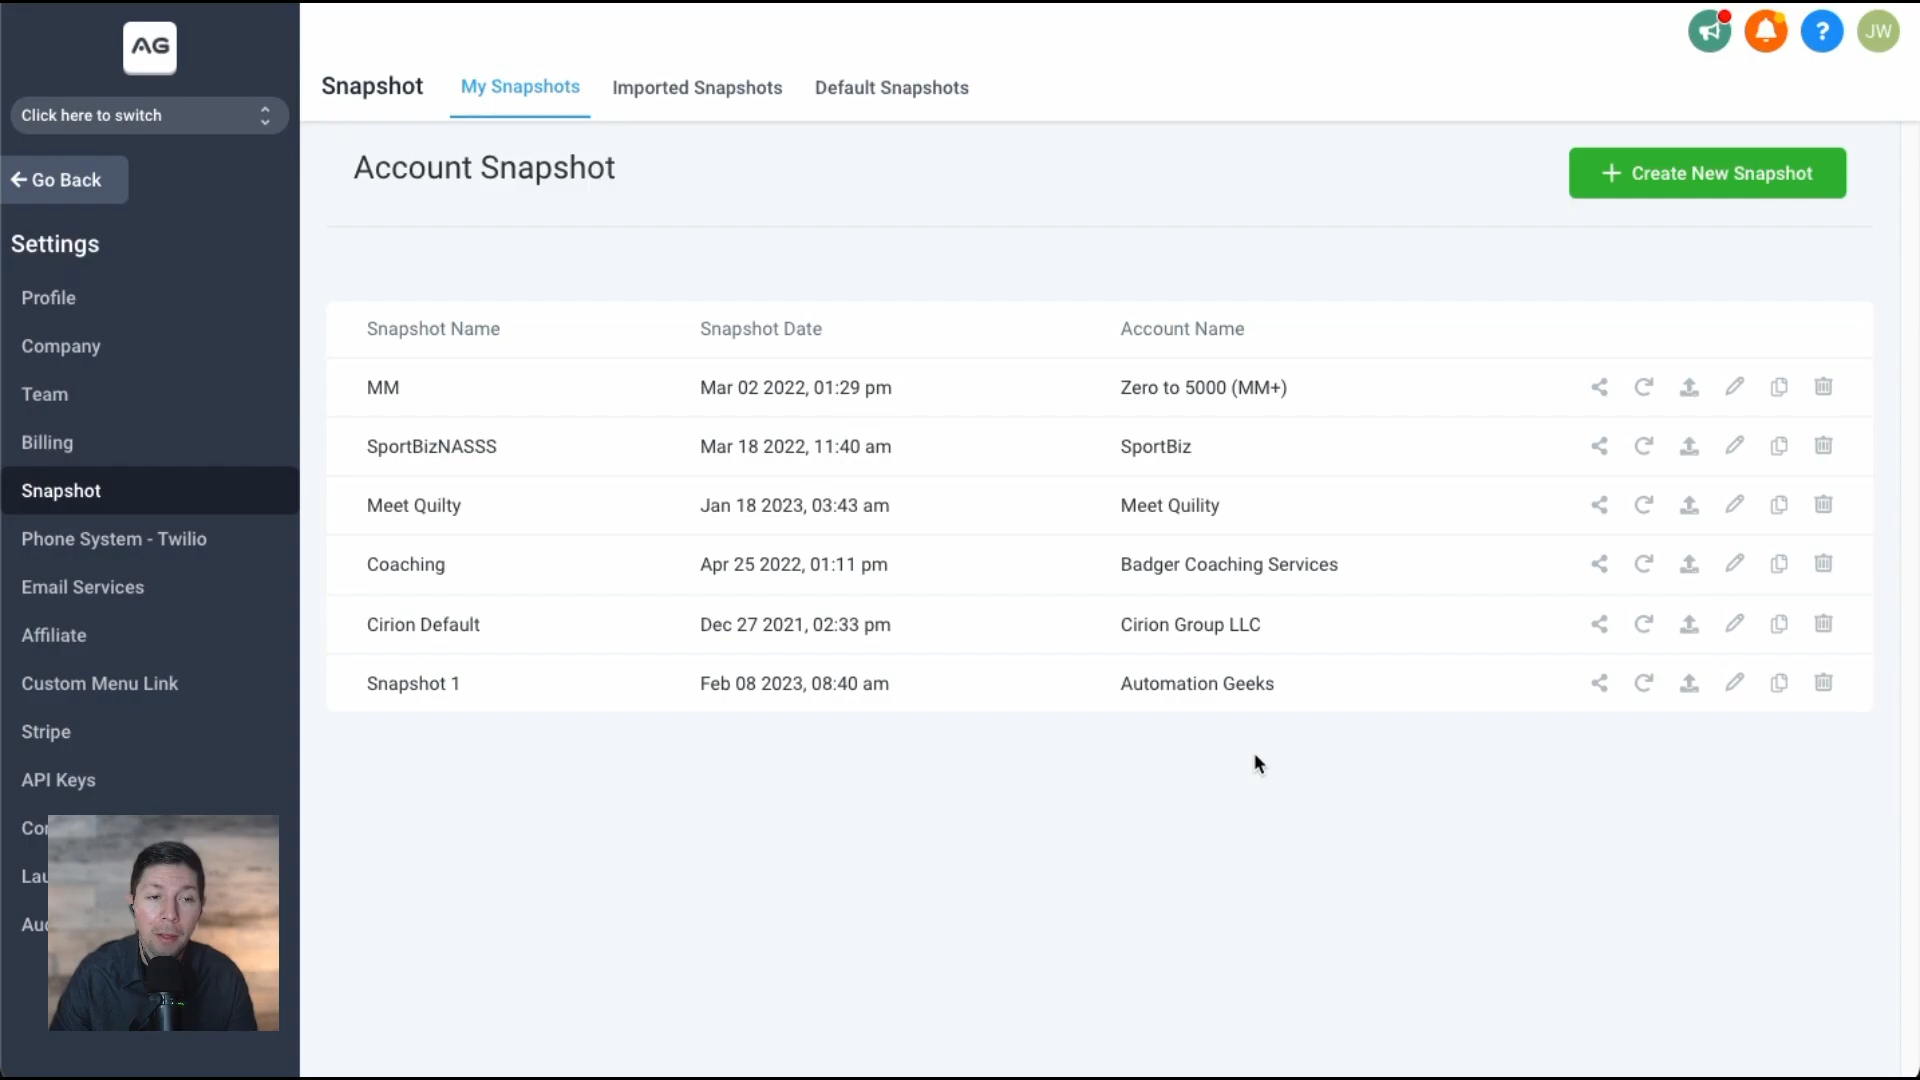 AG
Click here to switch
Go Back
Settings
Profile
Company
Team
Billing
Snapshot
Phone System - Twilio
Email Services
Affiliate
Custom Menu Link
Stripe
API Keys
?
JW
Snapshot
My Snapshots
Imported Snapshots
Default Snapshots
Account Snapshot
+ Create New Snapshot
Snapshot Name Snapshot Date Account Name
MM Mar 02 2022, 01:29 pm Zero to 5000 (MM+)
SportBizNASSS Mar 18 2022, 11:40 am SportBiz
Meet Quilty Jan 18 2023, 03:43 am Meet Quility
Coaching Apr 25 2022, 01:11 pm Badger Coaching Services
Cirion Default Dec 27 2021, 02:33 pm Cirion Group LLC
Snapshot 1 Feb 08 2023, 08:40 am Automation Geeks